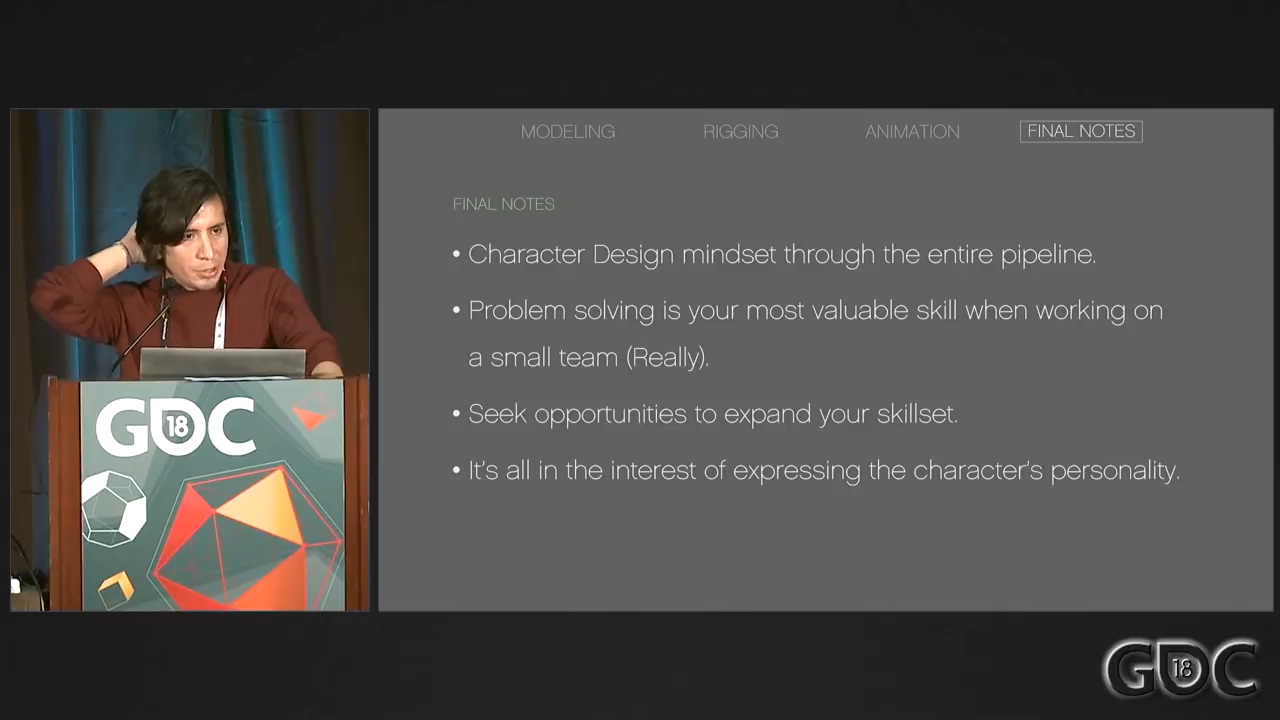 MODELING RIGGING ANIMATION FINAL NOTES
FINAL NOTES
• Character Design mindset through the entire pipeline.
• Problem solving is your most valuable skill when working on
a small team (Really).
• Seek opportunities to expand your skillset.
• It's all in the interest of expressing the character's personality.
GDC 18
GDC 18